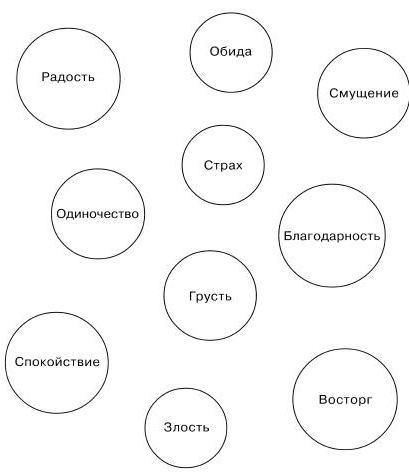 Обида
Радость
Смущение
Страх
Одиночество
Благодарность
Грусть
Спокойствие
Восторг
Злость